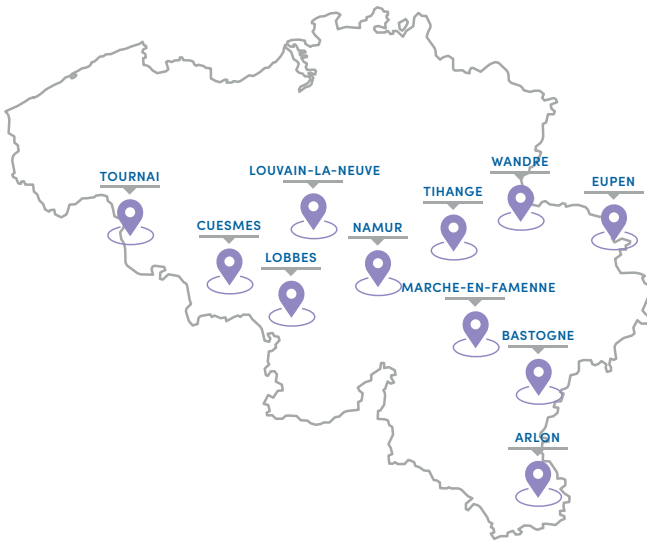 WANDRE
LOUVAIN-LA-NEUVE
TOURNAI
EUPEN
TIHANGE
CUESMES
NAMUR
LOBBES
MARCHE-EN-FAMENNE
BASTOGNE
ARLON